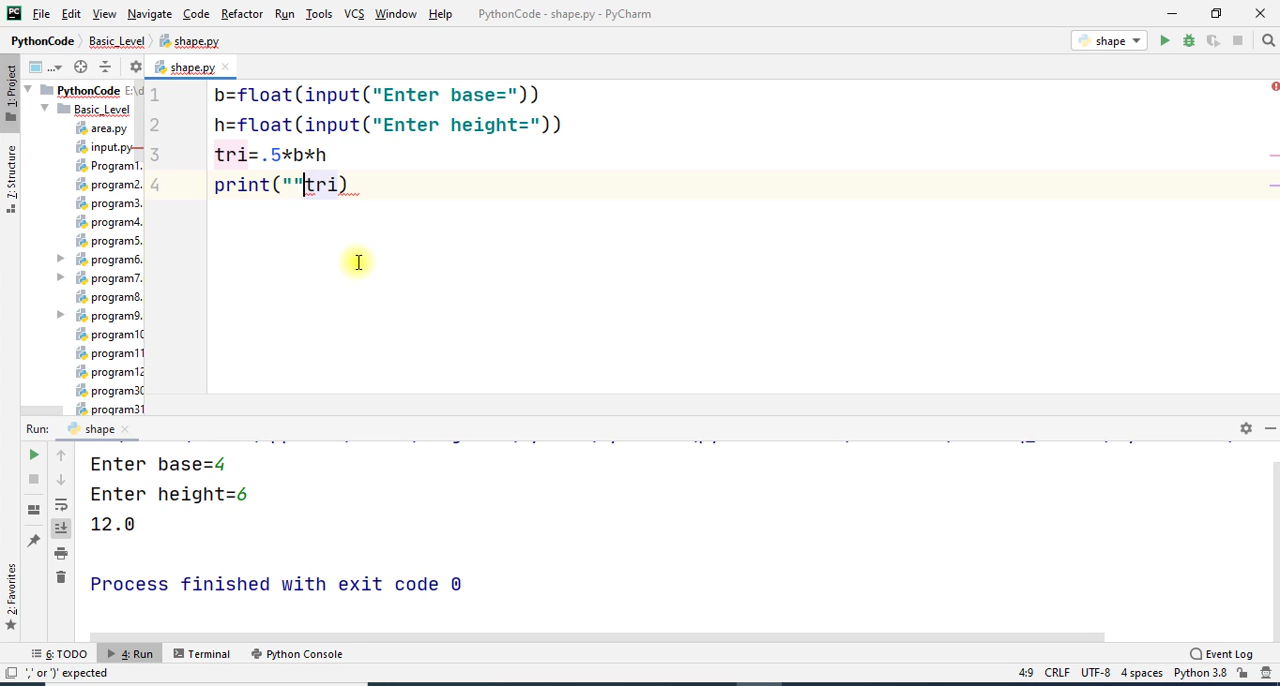 File Edit View Navigate Code Refactor Run Tools VCS Window Help PythonCode - shape.py - PyCharm
PythonCode Basic_Level shape.py shape
... shape.py
1: Project
Z: Structure
2: Favorites
PythonCode E:\d
Basic_Level
area.py
input.py
Program1.
program2.
program3.
program4.
program5.
program6.
program7.
program8.
program9.
program10
program11
program12
program30
program31
1 b=float(input("Enter base="))
2 h=float(input("Enter height="))
3 tri=.5*b*h
4 print(""tri)
Run: shape
Enter base=4
Enter height=6
12.0
Process finished with exit code 0
6: TODO 4: Run Terminal Python Console Event Log
',' or ')' expected 4:9 CRLF UTF-8 4 spaces Python 3.8